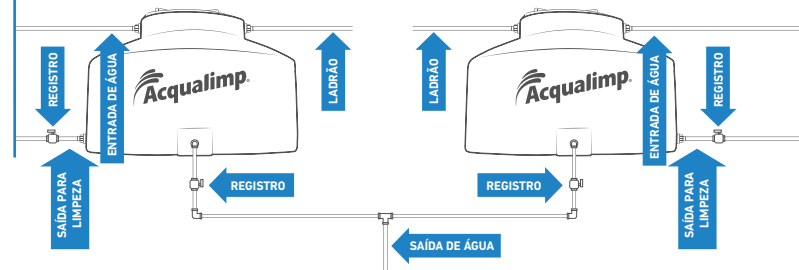 REGISTRO
ENTRADA DE ÁGUA
LADRÃO
LADRÃO
ENTRADA DE ÁGUA
REGISTRO
Acqualimp®
Acqualimp®
SAÍDA PARA
LIMPEZA
REGISTRO
REGISTRO
SAÍDA PARA
LIMPEZA
SAÍDA DE ÁGUA